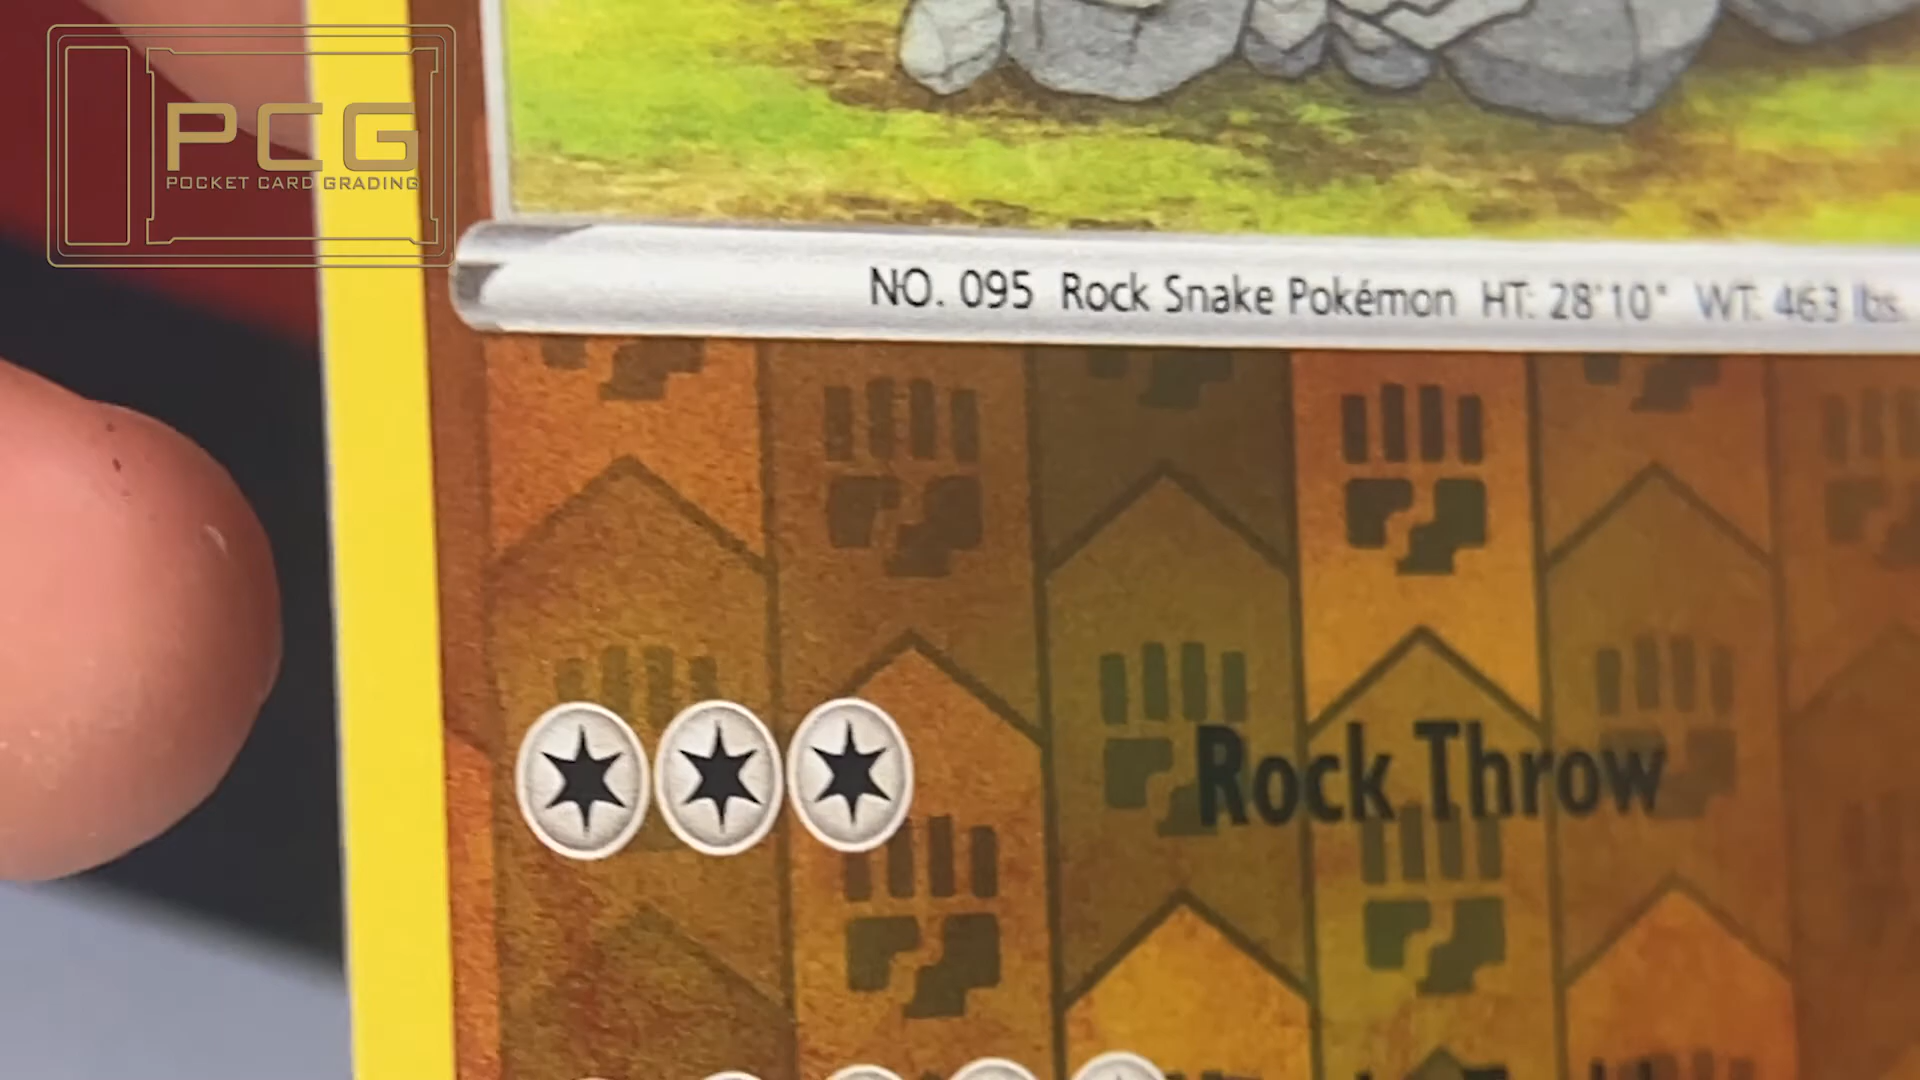 PCG
POCKET CARD GRADING
NO. 095 Rock Snake Pokémon HT: 28'10" WT: 463 lbs.
Rock Throw